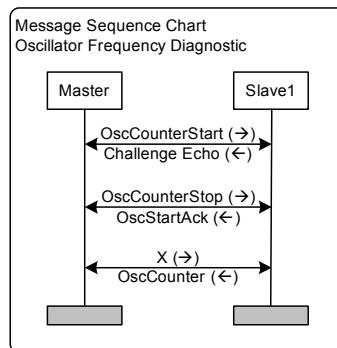 Message Sequence Chart
Oscillator Frequency Diagnostic
Master
Slave1
OscCounterStart (→)
Challenge Echo (←)
OscCounterStop (→)
OscStartAck (←)
X (→)
OscCounter (←)